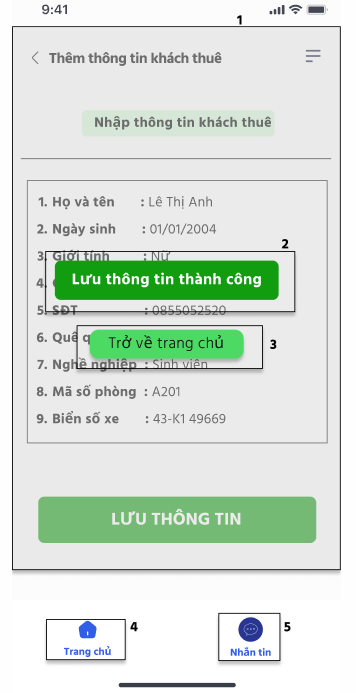 9:41
1
Thêm thông tin khách thuê
Nhập thông tin khách thuê
1. Họ và tên : Lê Thị Anh
2. Ngày sinh : 01/01/2004
3. Giới tính : Nữ
2
Lưu thông tin thành công
4.
5. SĐT : 0855052520
6. Quê q
Trở về trang chủ
3
7. Nghề nghiệp : Sinh viên
8. Mã số phòng : A201
9. Biển số xe : 43-K1 49669
LƯU THÔNG TIN
4
5
Trang chủ
Nhắn tin